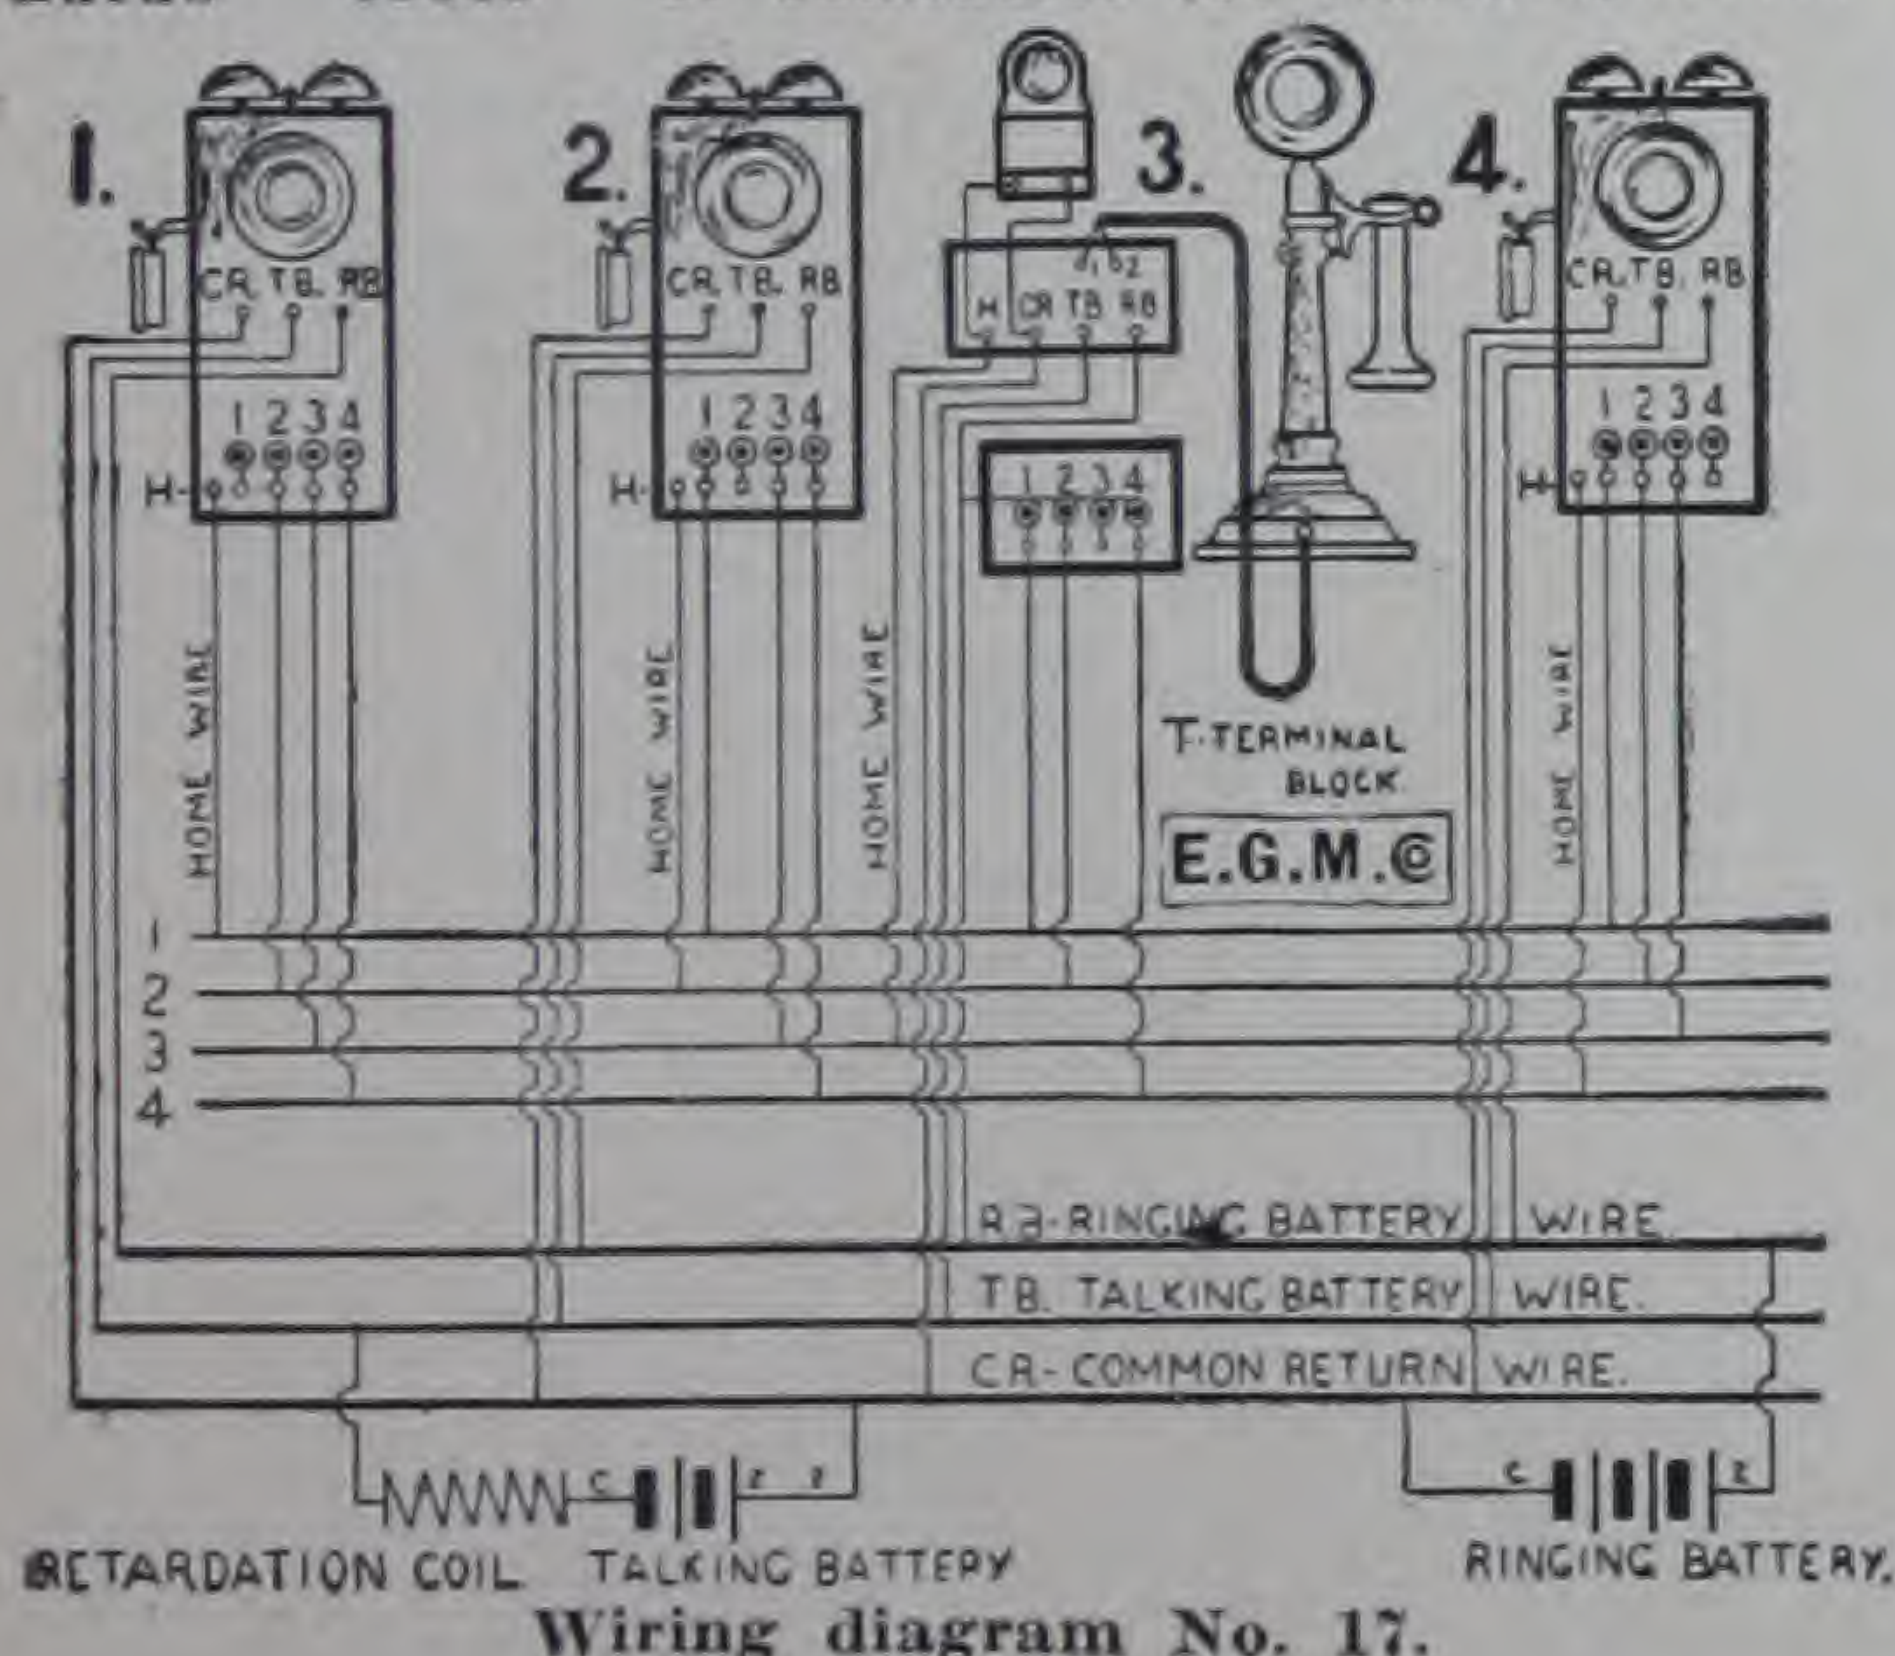 1. 2. 3. 4.
CR. TB. RB
CR. TB. RB
1 2
H CR TB RB
CR. TB. RB
1 2 3 4
1 2 3 4
1 2 3 4
1 2 3 4
H-
H-
H-
HOME WIRE
HOME WIRE
HOME WIRE
HOME WIRE
T-TERMINAL
BLOCK
E.G.M.Co
1
2
3
4
RB-RINGING BATTERY WIRE.
TB. TALKING BATTERY WIRE.
CR-COMMON RETURN WIRE.
C Z
C Z
RETARDATION COIL TALKING BATTERY
RINGING BATTERY.
Wiring diagram No. 17.